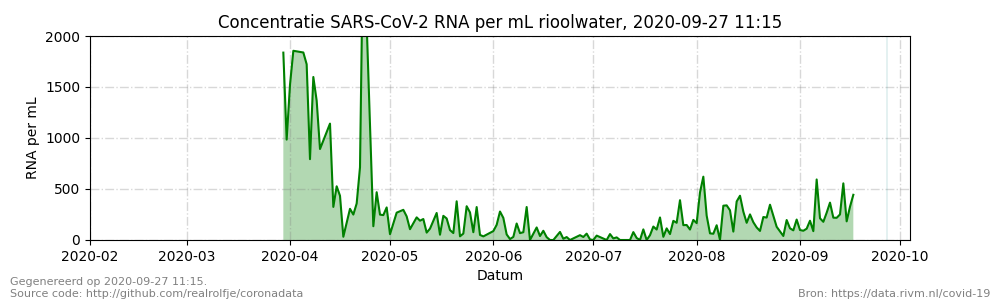 Concentratie SARS-CoV-2 RNA per mL rioolwater, 2020-09-27 11:15
RNA per mL
2000
1500
1000
500
0
2020-02 2020-03 2020-04 2020-05 2020-06 2020-07 2020-08 2020-09 2020-10
Datum
Gegenereerd op 2020-09-27 11:15.
Source code: http://github.com/realrolfje/coronadata
Bron: https://data.rivm.nl/covid-19